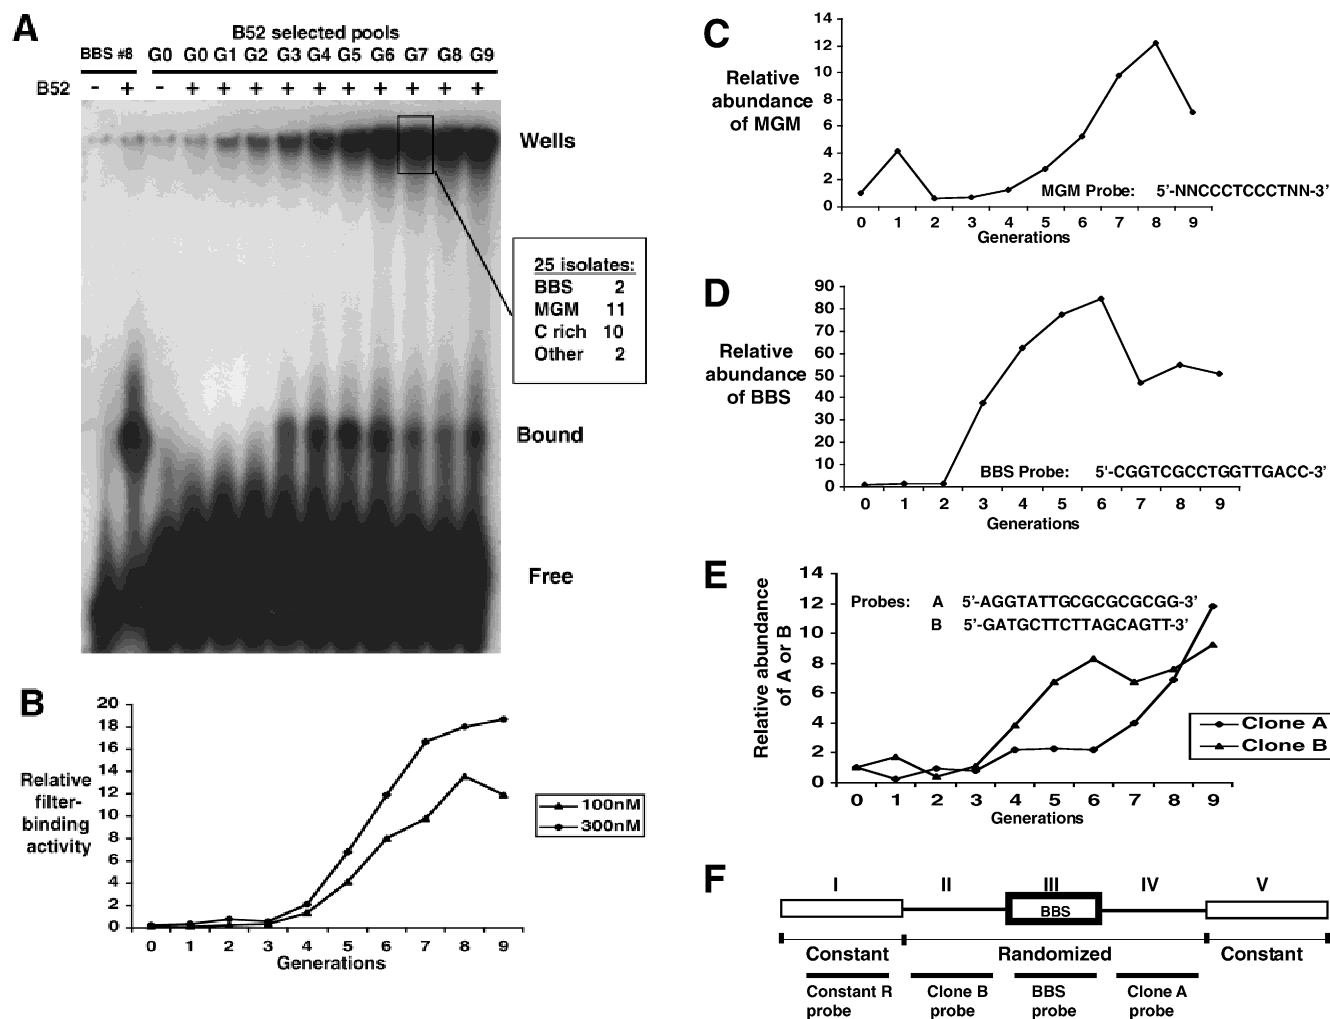 A
B52 selected pools
BBS #8 G0 G0 G1 G2 G3 G4 G5 G6 G7 G8 G9
B52 - + - + + + + + + + + + +
Wells
25 isolates:
BBS 2
MGM 11
C rich 10
Other 2
Bound
Free
B
Relative
filter-
binding
activity
20
18
16
14
12
10
8
6
4
2
0
0 1 2 3 4 5 6 7 8 9
Generations
100nM
300nM
C
Relative
abundance
of MGM
14
12
10
8
6
4
2
0
MGM Probe: 5'-NNCCCTCCCTNN-3'
0 1 2 3 4 5 6 7 8 9
Generations
D
Relative
abundance
of BBS
90
80
70
60
50
40
30
20
10
0
BBS Probe: 5'-CGGTCGCCTGGTTGACC-3'
0 1 2 3 4 5 6 7 8 9
Generations
E
Relative abundance
of A or B
14
12
10
8
6
4
2
0
Probes: A 5'-AGGTATTGCGCGCGCGG-3'
B 5'-GATGCTTCTTAGCAGTT-3'
Clone A
Clone B
0 1 2 3 4 5 6 7 8 9
Generations
F
I II III IV V
BBS
Constant Randomized Constant
Constant R Clone B BBS Clone A
probe probe probe probe